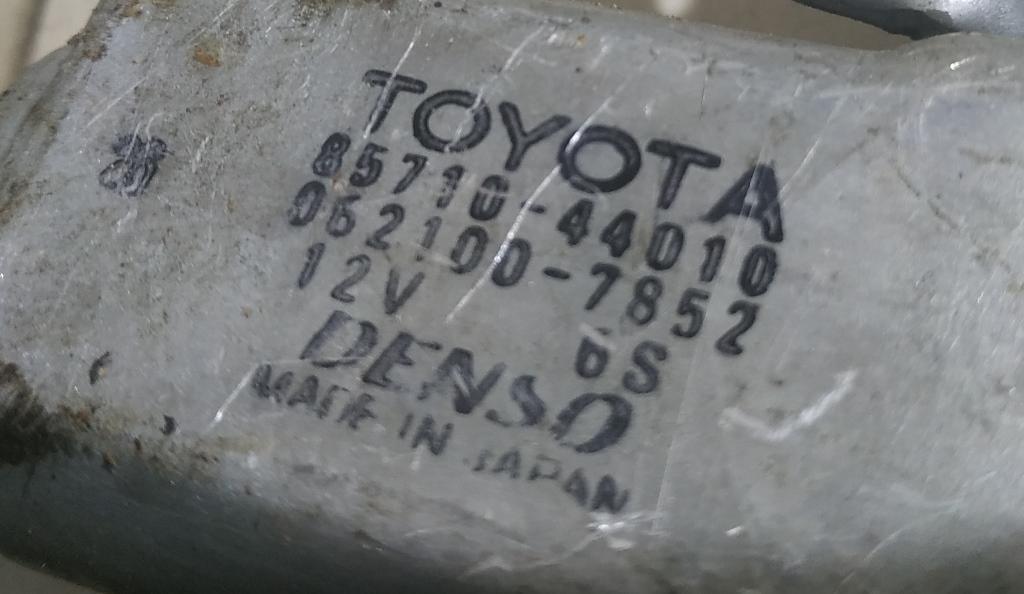 TOYOTA
85710-44010
062100-7852
12V 6S
DENSO
MADE IN JAPAN